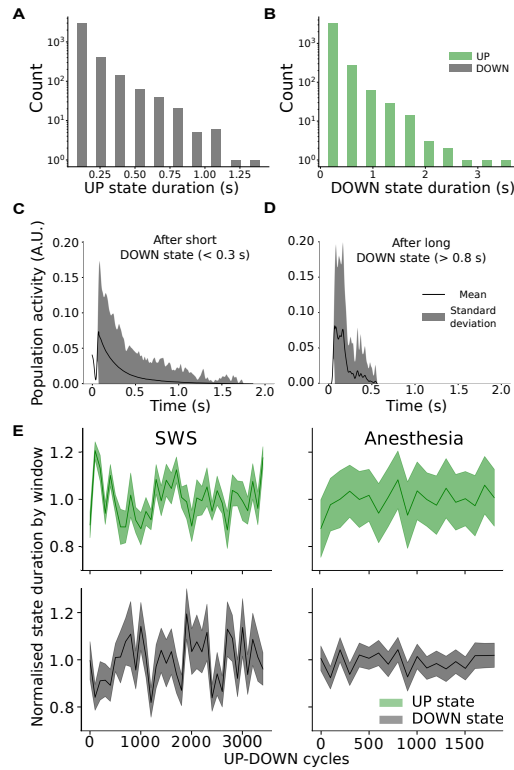 A
B
Count
10³
10²
10¹
10⁰
0.25 0.50 0.75 1.00 1.25
UP state duration (s)
Count
10³
10²
10¹
10⁰
0 1 2 3
DOWN state duration (s)
UP
DOWN
C
D
Population activity (A.U.)
0.20
0.15
0.10
0.05
0.00
0.0 0.5 1.0 1.5 2.0
Time (s)
After short
DOWN state (< 0.3 s)
0.20
0.15
0.10
0.05
0.00
0.0 0.5 1.0 1.5 2.0
Time (s)
After long
DOWN state (> 0.8 s)
Mean
Standard
deviation
E
SWS
Anesthesia
Normalised state duration by window
1.2
1.0
0.8
1.2
1.0
0.8
0 1000 2000 3000
0 500 1000 1500
UP state
DOWN state
UP-DOWN cycles